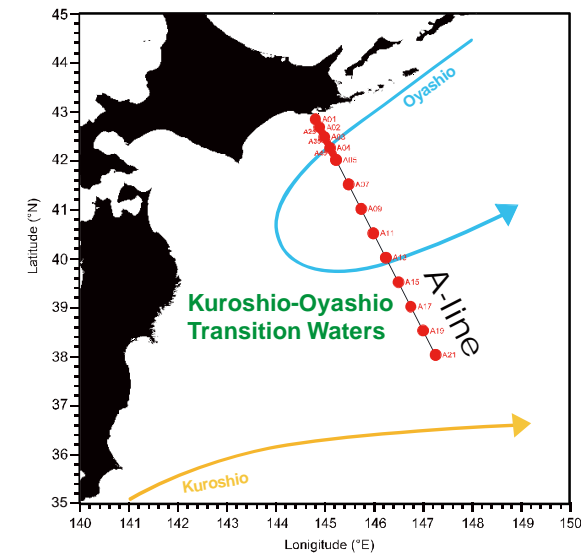 45
44
43
42
41
40
39
38
37
36
35
Latitude (°N)
Oyashio
A01
A02
A03
A04
A05
A07
A09
A11
A15
A17
A19
A21
A-line
Kuroshio-Oyashio
Transition Waters
Kuroshio
140 141 142 143 144 145 146 147 148 149 150
Lonigitude (°E)